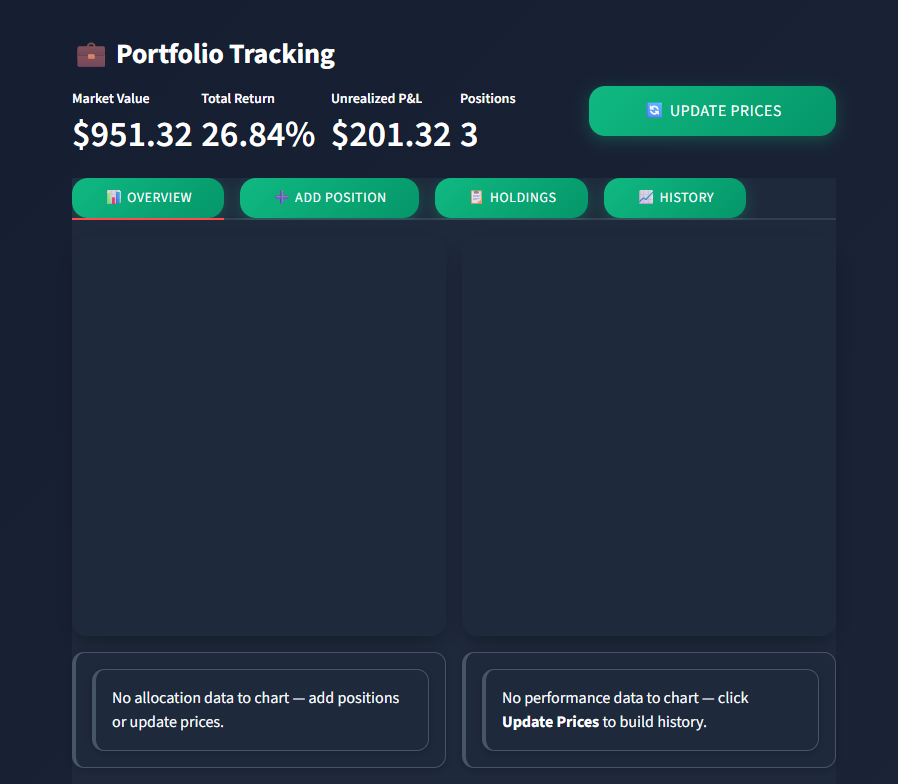 Portfolio Tracking
Market Value Total Return Unrealized P&L Positions
$951.32 26.84% $201.32 3
UPDATE PRICES
OVERVIEW ADD POSITION HOLDINGS HISTORY
No allocation data to chart — add positions
or update prices.
No performance data to chart — click
Update Prices to build history.